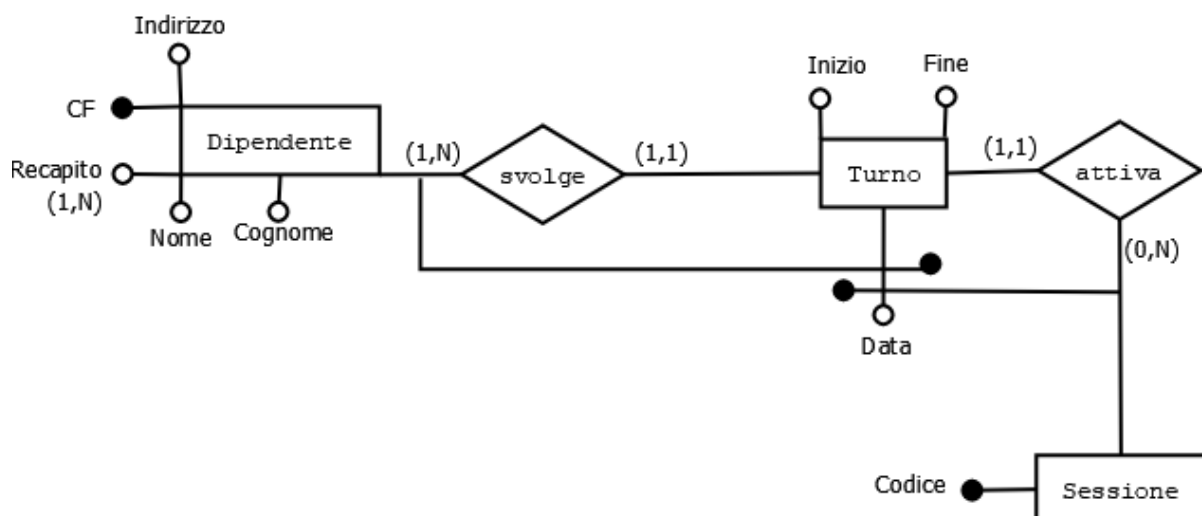 Indirizzo
CF
Dipendente
Recapito
(1,N)
Nome
Cognome
(1,N)
svolge
(1,1)
Inizio
Fine
Turno
(1,1)
attiva
(0,N)
Data
Codice
Sessione